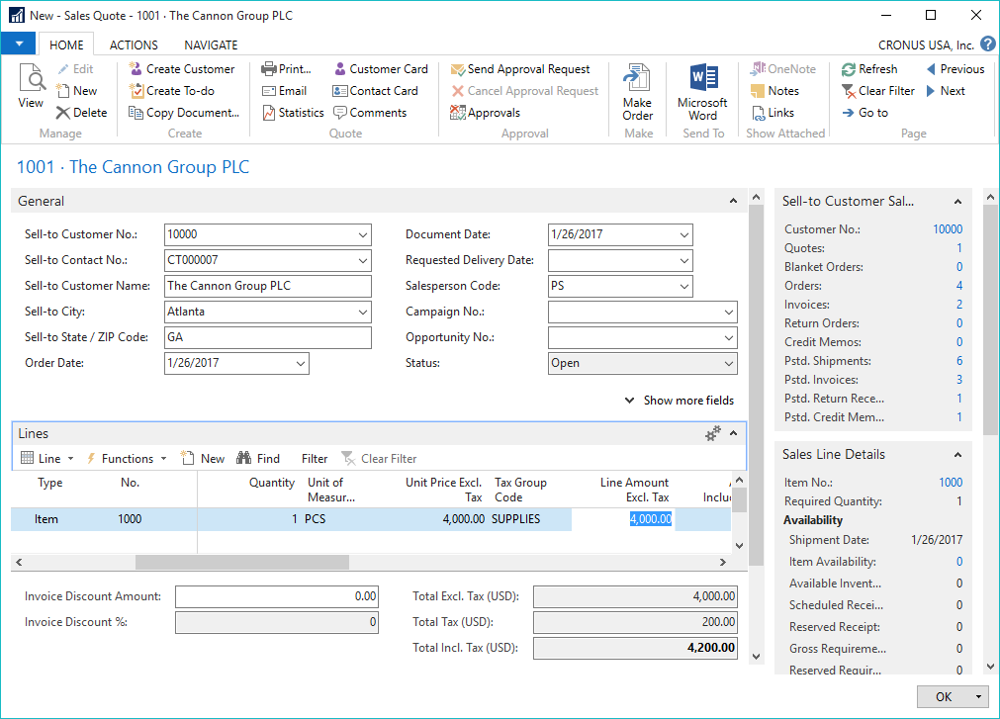 New - Sales Quote - 1001 · The Cannon Group PLC
HOME ACTIONS NAVIGATE CRONUS USA, Inc. ?
View
Edit
New
Delete
Manage
Create Customer
Create To-do
Copy Document...
Create
Print...
Email
Statistics
Customer Card
Contact Card
Comments
Quote
Send Approval Request
Cancel Approval Request
Approvals
Approval
Make
Order
Make
Microsoft
Word
Send To
OneNote
Notes
Links
Show Attached
Refresh
Clear Filter
Go to
Previous
Next
Page
1001 · The Cannon Group PLC
General
Sell-to Customer No.: 10000
Sell-to Contact No.: CT000007
Sell-to Customer Name: The Cannon Group PLC
Sell-to City: Atlanta
Sell-to State / ZIP Code: GA
Order Date: 1/26/2017
Document Date: 1/26/2017
Requested Delivery Date:
Salesperson Code: PS
Campaign No.:
Opportunity No.:
Status: Open
Show more fields
Lines
Line Functions New Find Filter Clear Filter
Type No. Quantity Unit of Measur... Unit Price Excl. Tax Tax Group Code Line Amount Excl. Tax Inclu
Item 1000 1 PCS 4,000.00 SUPPLIES 4,000.00
Invoice Discount Amount: 0.00
Invoice Discount %: 0
Total Excl. Tax (USD): 4,000.00
Total Tax (USD): 200.00
Total Incl. Tax (USD): 4,200.00
Sell-to Customer Sal...
Customer No.: 10000
Quotes: 1
Blanket Orders: 0
Orders: 4
Invoices: 2
Return Orders: 0
Credit Memos: 0
Pstd. Shipments: 6
Pstd. Invoices: 3
Pstd. Return Rece... 1
Pstd. Credit Mem... 1
Sales Line Details
Item No.: 1000
Required Quantity: 1
Availability
Shipment Date: 1/26/2017
Item Availability: 0
Available Invent... 0
Scheduled Recei... 0
Reserved Receipt: 0
Gross Requireme... 0
Reserved Requir... 0
OK